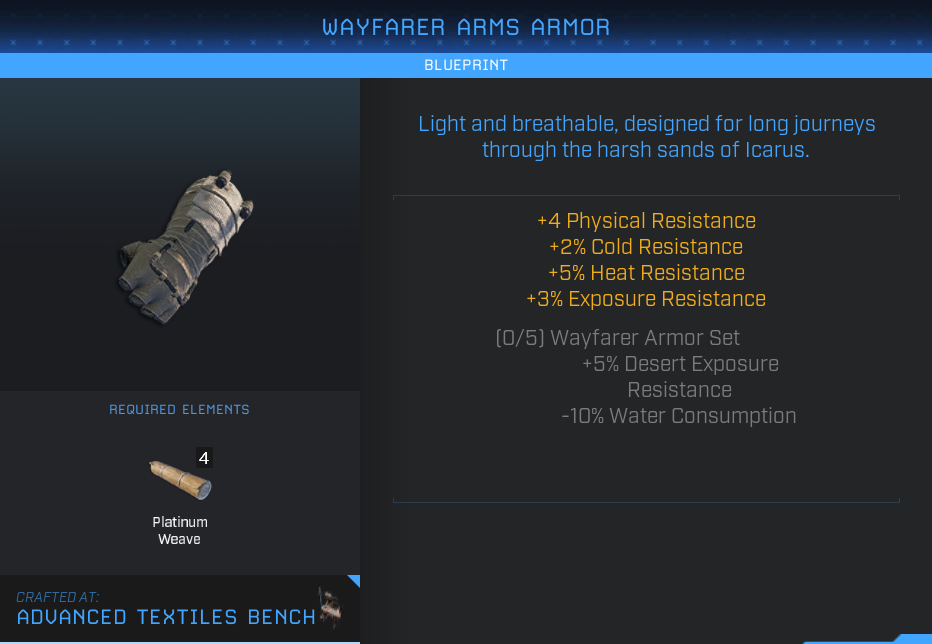 WAYFARER ARMS ARMOR
BLUEPRINT
Light and breathable, designed for long journeys
through the harsh sands of Icarus.
+4 Physical Resistance
+2% Cold Resistance
+5% Heat Resistance
+3% Exposure Resistance
(0/5) Wayfarer Armor Set
+5% Desert Exposure
Resistance
-10% Water Consumption
REQUIRED ELEMENTS
4
Platinum
Weave
CRAFTED AT:
ADVANCED TEXTILES BENCH